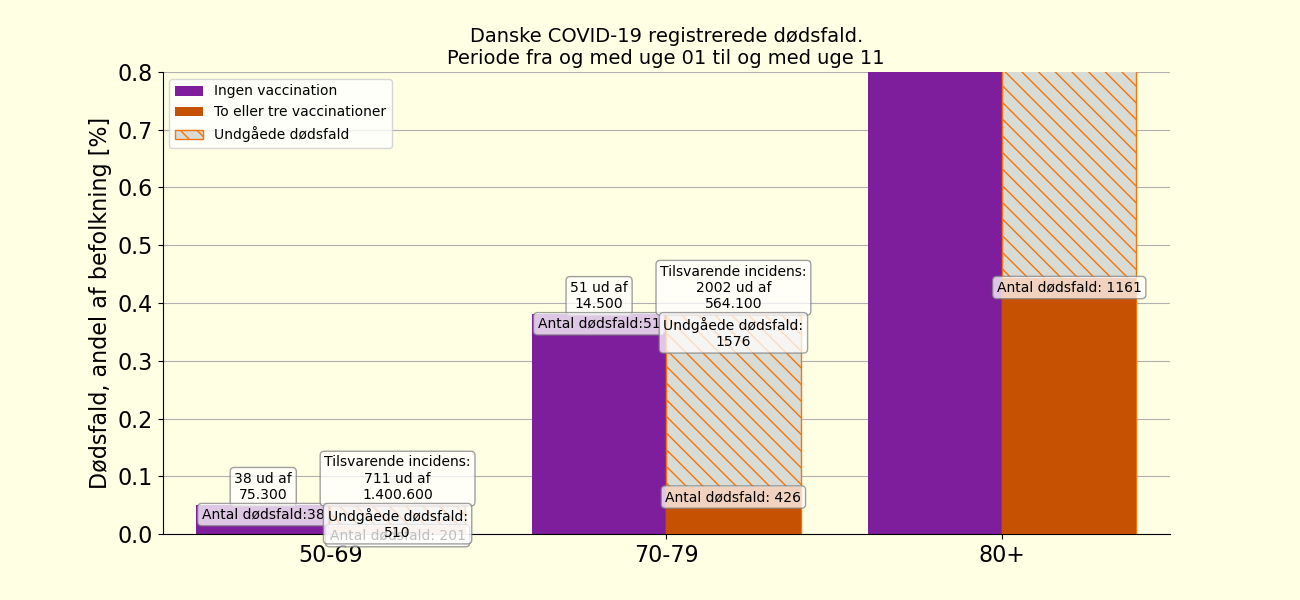 Danske COVID-19 registrerede dødsfald.
Periode fra og med uge 01 til og med uge 11
Dødsfald, andel af befolkning [%]
0.8
0.7
0.6
0.5
0.4
0.3
0.2
0.1
0.0
Ingen vaccination
To eller tre vaccinationer
Undgåede dødsfald
38 ud af
75.300
Antal dødsfald:38
Tilsvarende incidens:
711 ud af
1.400.600
Undgåede dødsfald:
510
Antal dødsfald: 201
51 ud af
14.500
Antal dødsfald:51
Tilsvarende incidens:
2002 ud af
564.100
Undgåede dødsfald:
1576
Antal dødsfald: 426
Antal dødsfald: 1161
50-69
70-79
80+